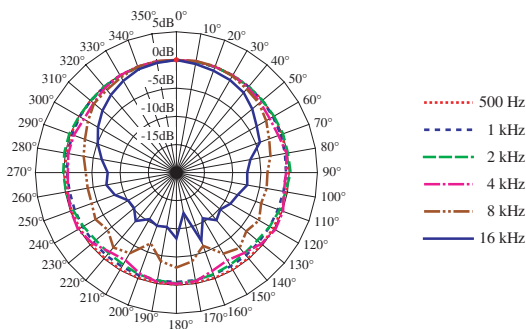 350° 0° 10°
340° 5dB 20°
330° 30°
320° 0dB 40°
310° -5dB 50°
300° -10dB 60°
290° -15dB 70°
280° 80°
270° 90°
260° 100°
250° 110°
240° 120°
230° 130°
220° 140°
210° 150°
200° 160°
190° 180° 170°
500 Hz
1 kHz
2 kHz
4 kHz
8 kHz
16 kHz